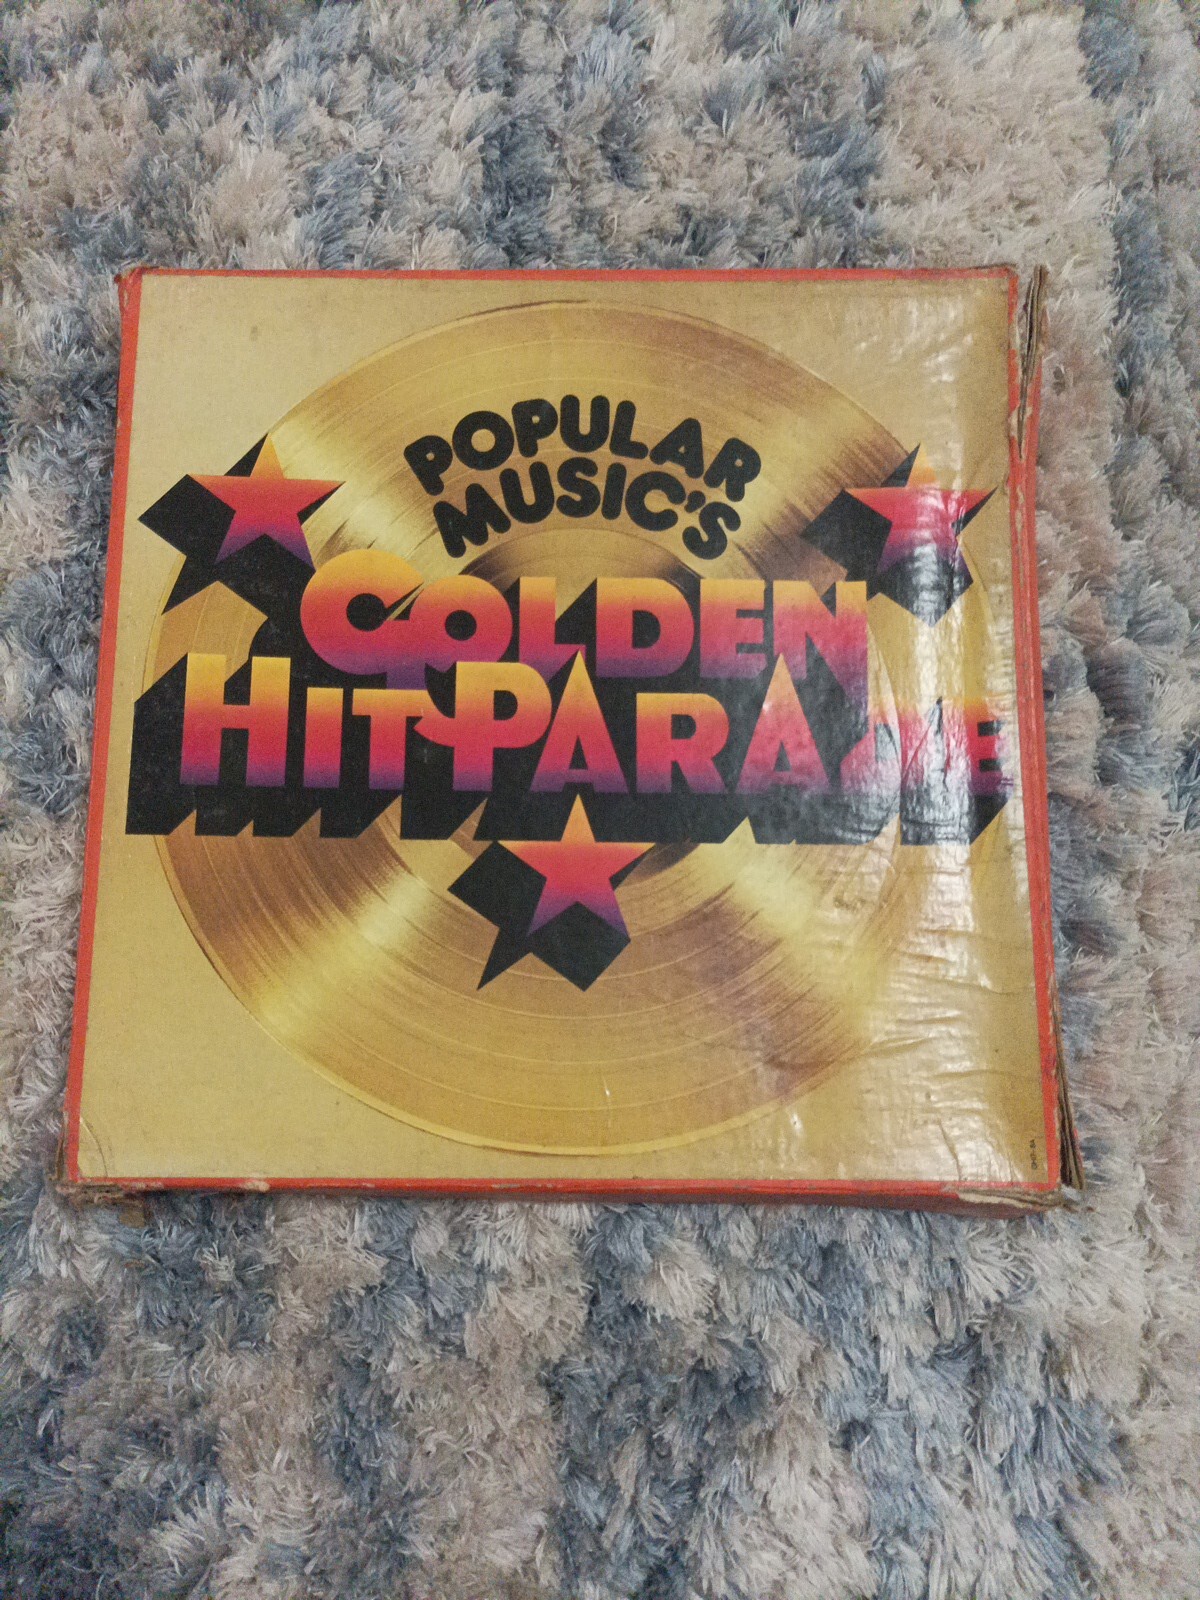 POPULAR
MUSIC'S
GOLDEN
HIT PARADE